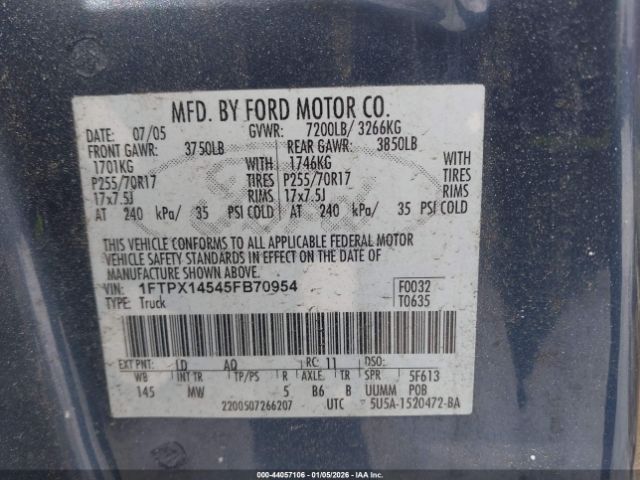 MFD. BY FORD MOTOR CO.
DATE: 07/05 GVWR: 7200LB/ 3266KG
FRONT GAWR: 3750LB REAR GAWR: 3850LB
1701KG WITH 1746KG WITH
P255/70R17 TIRES P255/70R17 TIRES
17x7.5J RIMS 17x7.5J RIMS
AT 240 kPa/ 35 PSI COLD AT 240 kPa/ 35 PSI COLD
THIS VEHICLE CONFORMS TO ALL APPLICABLE FEDERAL MOTOR
VEHICLE SAFETY STANDARDS IN EFFECT ON THE DATE OF
MANUFACTURE SHOWN ABOVE.
VIN: 1FTPX14545FB70954 F0032
TYPE: Truck T0635
EXT PNT: LD AQ RC: 11 DSO:
WB INT TR TP/PS R AXLE TR SPR 5F613
145 MW 5 B6 B UUMM POB
2200507266207 UTC 5U5A-1520472-BA
000-44057106 - 01/05/2026 - IAAI, Inc.